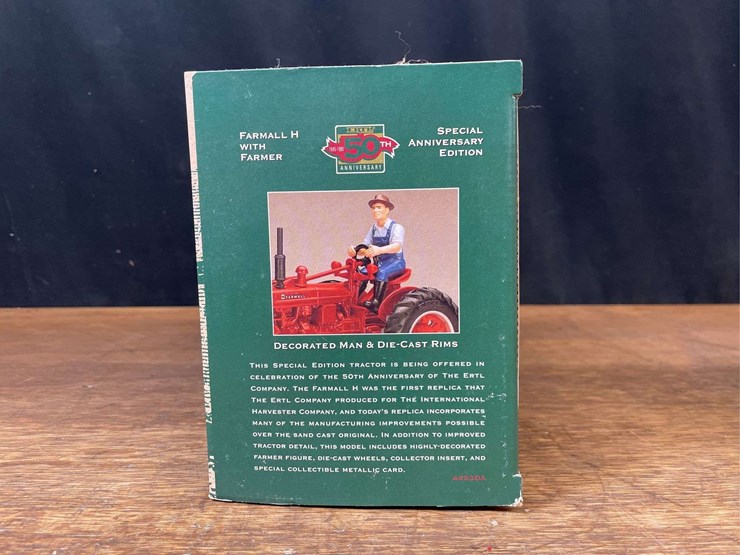 FARMALL H
WITH
FARMER
50TH
ANNIVERSARY
SPECIAL
ANNIVERSARY
EDITION
FARMALL
DECORATED MAN & DIE-CAST RIMS
THIS SPECIAL EDITION TRACTOR IS BEING OFFERED IN
CELEBRATION OF THE 50TH ANNIVERSARY OF THE ERTL
COMPANY. THE FARMALL H WAS THE FIRST REPLICA THAT
THE ERTL COMPANY PRODUCED FOR THE INTERNATIONAL
HARVESTER COMPANY, AND TODAY'S REPLICA INCORPORATES
MANY OF THE MANUFACTURING IMPROVEMENTS POSSIBLE
OVER THE SAND CAST ORIGINAL. IN ADDITION TO IMPROVED
TRACTOR DETAIL, THIS MODEL INCLUDES HIGHLY-DECORATED
FARMER FIGURE, DIE-CAST WHEELS, COLLECTOR INSERT, AND
SPECIAL COLLECTIBLE METALLIC CARD.